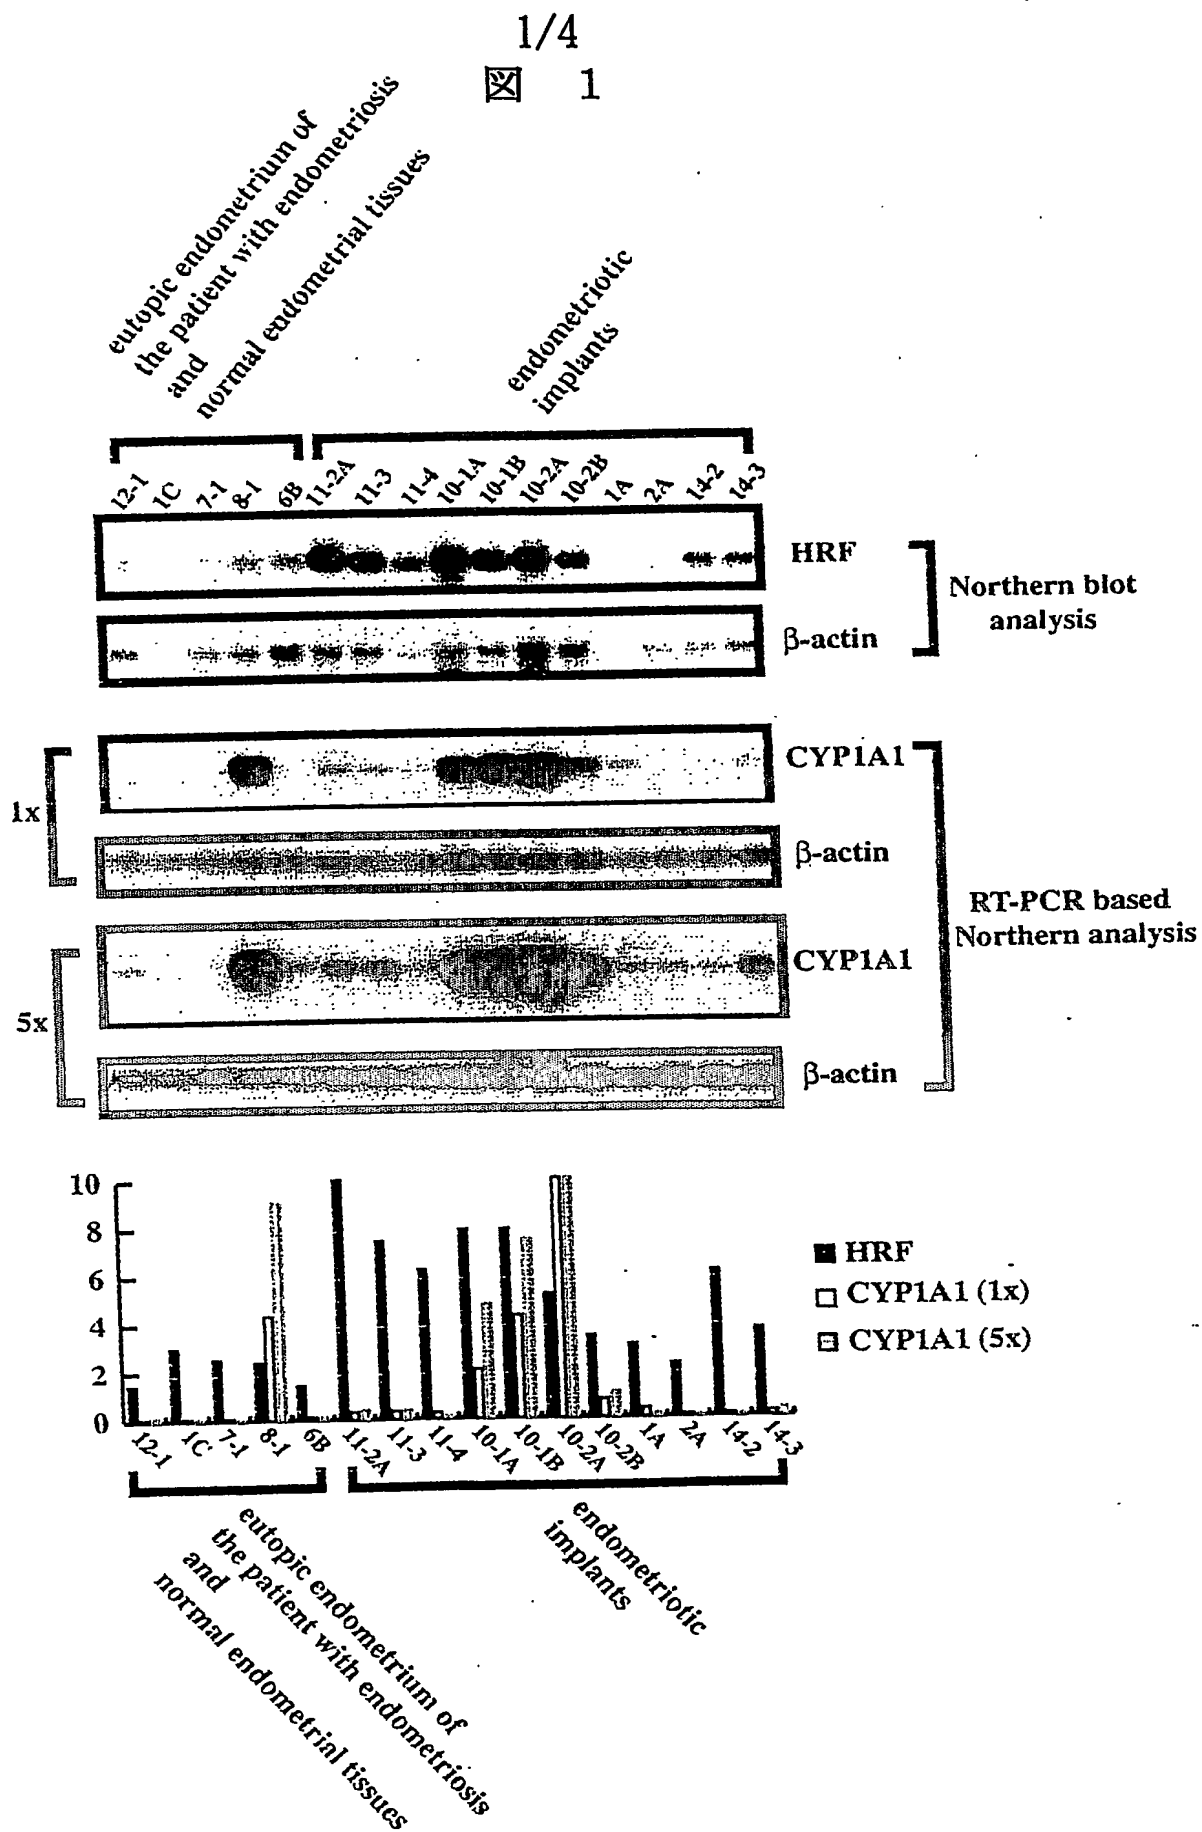 1/4
図 1
eutopic endometrium of
the patient with endometriosis
and
normal endometrial tissues
endometriotic
implants
12-1 1C 7-1 8-1 6B 11-2A 11-3 11-4 10-1A 10-1B 10-2A 10-2B 1A 2A 14-2 14-3
HRF
β-actin
Northern blot
analysis
1x
CYP1A1
β-actin
5x
CYP1A1
β-actin
RT-PCR based
Northern analysis
10
8
6
4
2
0
HRF
CYP1A1 (1x)
CYP1A1 (5x)
12-1 1C 7-1 8-1 6B 11-2A 11-3 11-4 10-1A 10-1B 10-2A 10-2B 1A 2A 14-2 14-3
eutopic endometrium of
the patient with endometriosis
and
normal endometrial tissues
endometriotic
implants